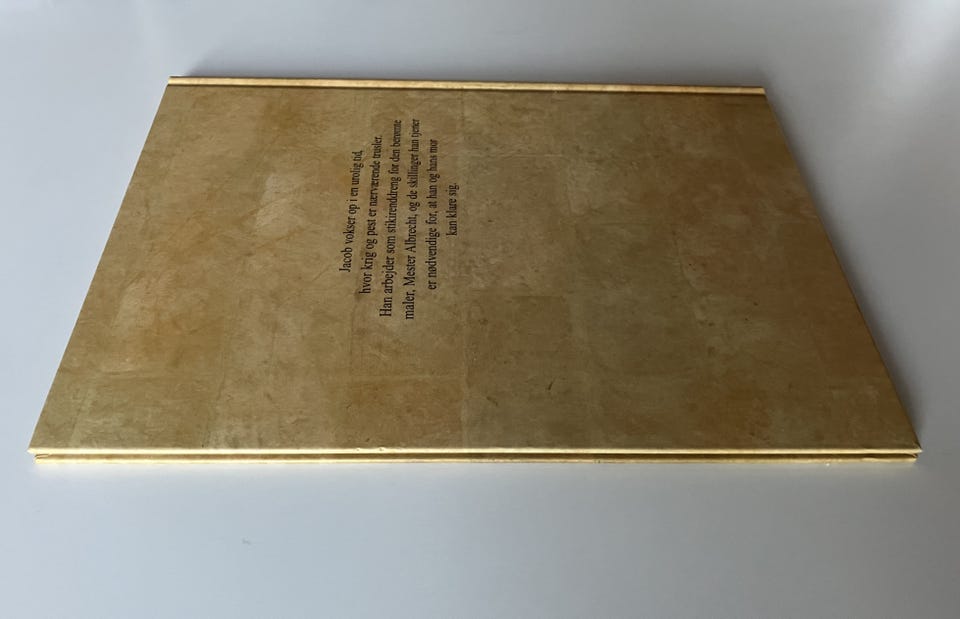 Jacob vokser op i en urolig tid,
hvor krig og pest er nærværende trusler.
Han arbejder som stikirenddreng for den berømte
maler, Mester Albrecht, og de skillinger han tjener
er nødvendige for, at han og hans mor
kan klare sig.